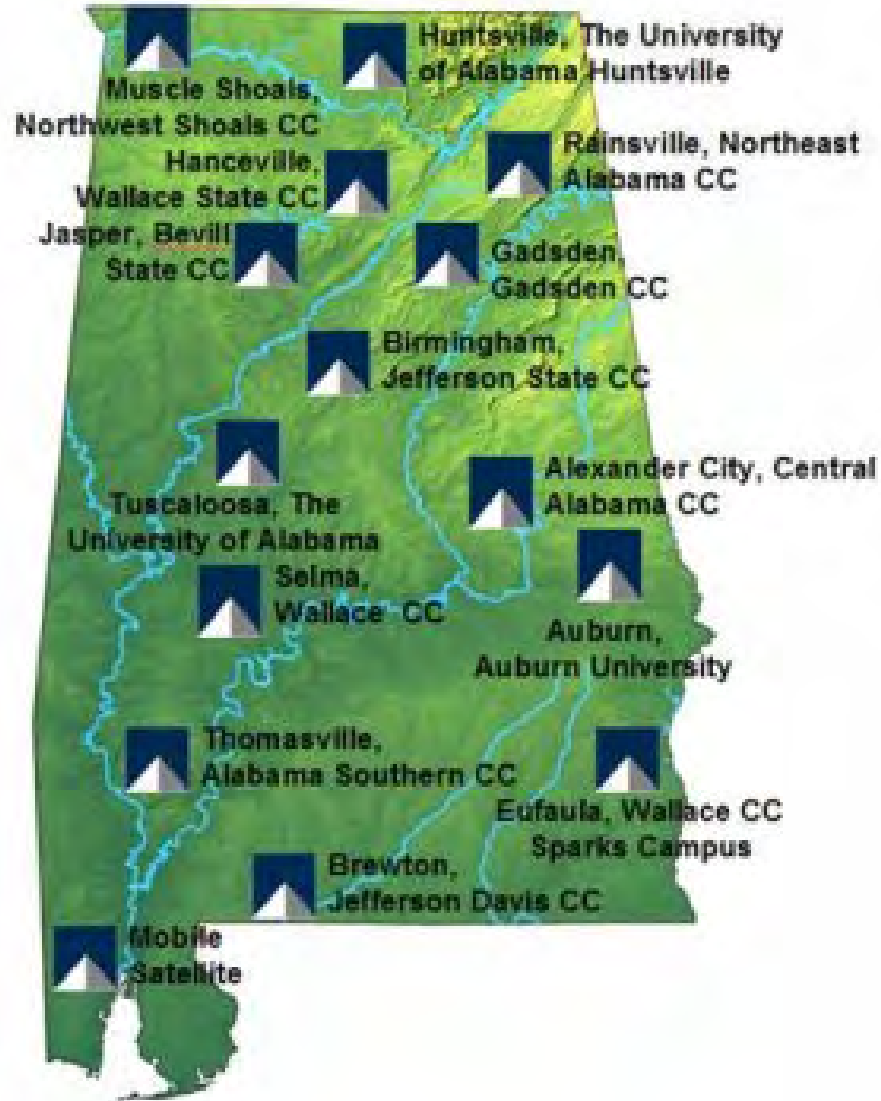 Huntsville, The University
of Alabama Huntsville
Muscle Shoals,
Northwest Shoals CC
Rainsville, Northeast
Alabama CC
Hanceville,
Wallace State CC
Jasper, Bevill
State CC
Gadsden,
Gadsden CC
Birmingham,
Jefferson State CC
Alexander City, Central
Alabama CC
Tuscaloosa, The
University of Alabama
Selma,
Wallace CC
Auburn,
Auburn University
Thomasville,
Alabama Southern CC
Eufaula, Wallace CC
Sparks Campus
Brewton,
Jefferson Davis CC
Mobile
Satellite